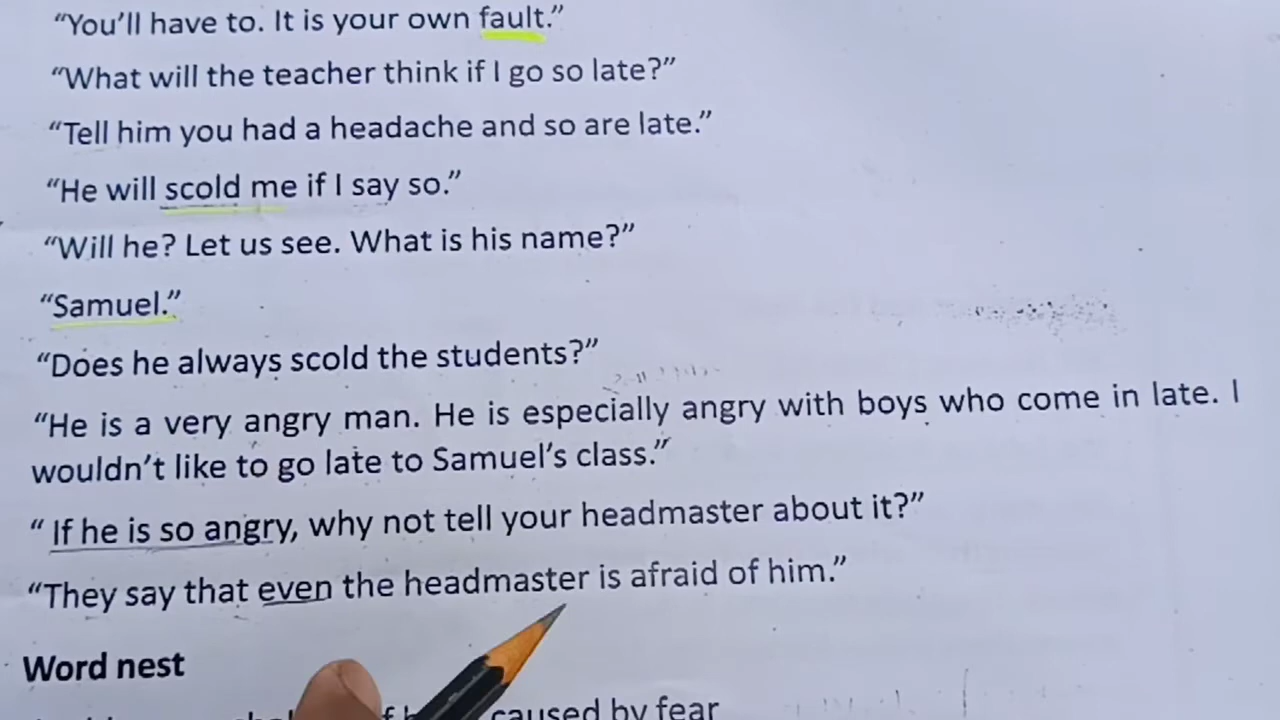 “You’ll have to. It is your own fault.”
“What will the teacher think if I go so late?”
“Tell him you had a headache and so are late.”
“He will scold me if I say so.”
“Will he? Let us see. What is his name?”
“Samuel.”
“Does he always scold the students?”
“He is a very angry man. He is especially angry with boys who come in late. I
wouldn’t like to go late to Samuel’s class.”
“ If he is so angry, why not tell your headmaster about it?”
“They say that even the headmaster is afraid of him.”
Word nest
caused by fear